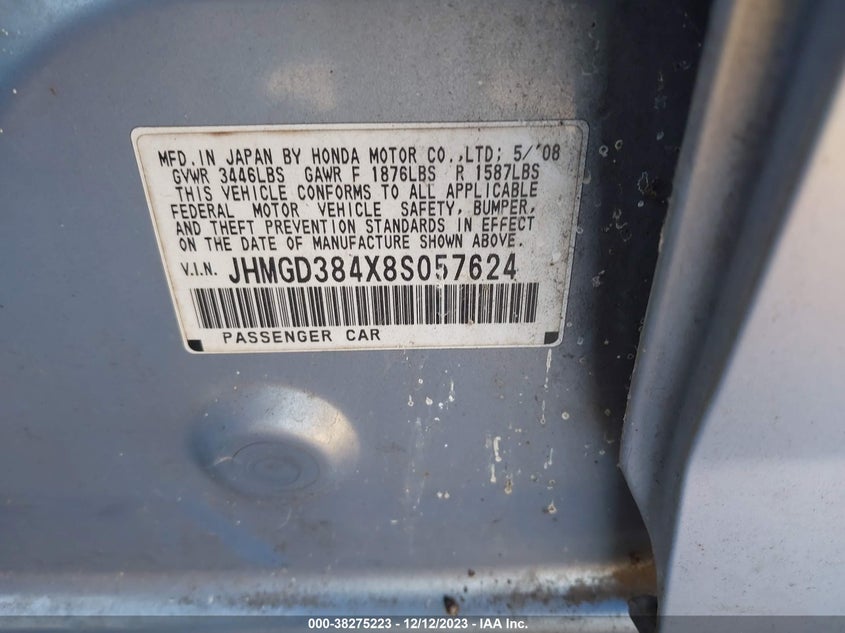 MFD. IN JAPAN BY HONDA MOTOR CO.,LTD; 5/'08
GVWR 3446LBS GAWR F 1876LBS R 1587LBS
THIS VEHICLE CONFORMS TO ALL APPLICABLE
FEDERAL MOTOR VEHICLE SAFETY, BUMPER,
AND THEFT PREVENTION STANDARDS IN EFFECT
ON THE DATE OF MANUFACTURE SHOWN ABOVE.
V.I.N. JHMGD384X8S057624
PASSENGER CAR
000-38275223 - 12/12/2023 - IAA Inc.